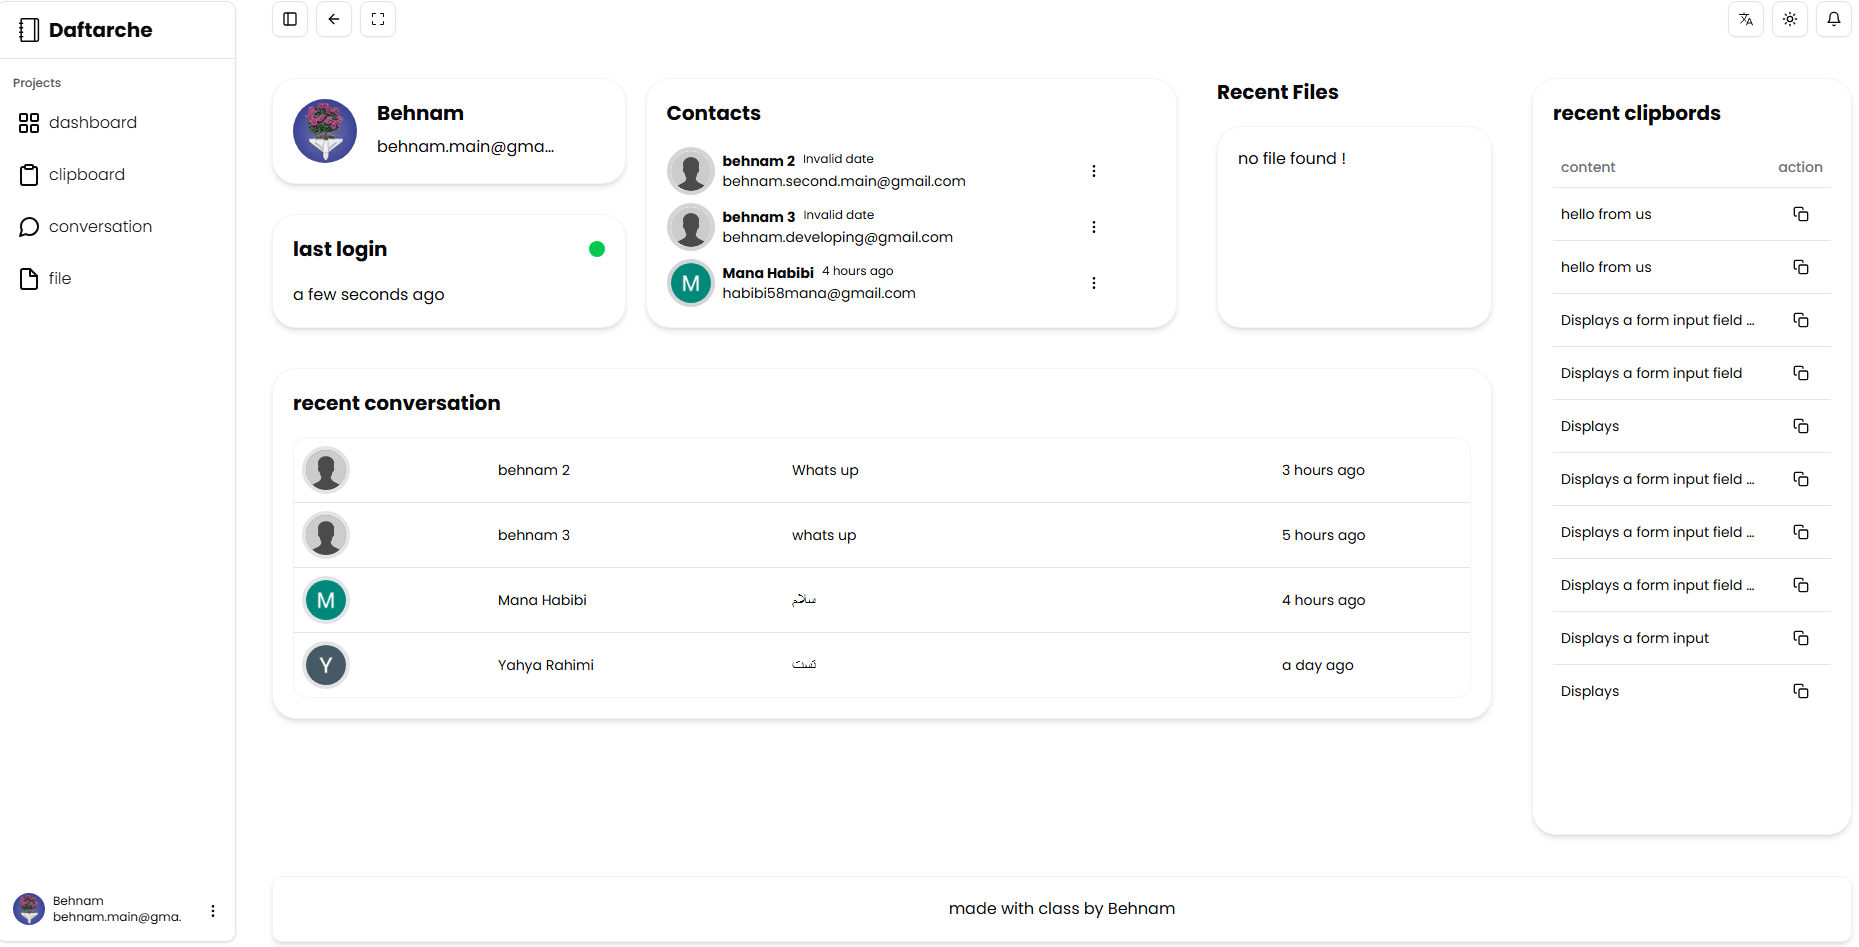 Daftarche
Projects
dashboard
clipboard
conversation
file
Behnam
behnam.main@gma...
last login
a few seconds ago
Contacts
behnam 2 Invalid date
behnam.second.main@gmail.com
behnam 3 Invalid date
behnam.developing@gmail.com
M
Mana Habibi 4 hours ago
habibi58mana@gmail.com
Recent Files
no file found !
recent clipbords
content action
hello from us
hello from us
Displays a form input field ...
Displays a form input field
Displays
Displays a form input field ...
Displays a form input field ...
Displays a form input field ...
Displays a form input
Displays
recent conversation
behnam 2 Whats up 3 hours ago
behnam 3 whats up 5 hours ago
M Mana Habibi سلام 4 hours ago
Y Yahya Rahimi تست a day ago
Behnam
behnam.main@gma.
made with class by Behnam